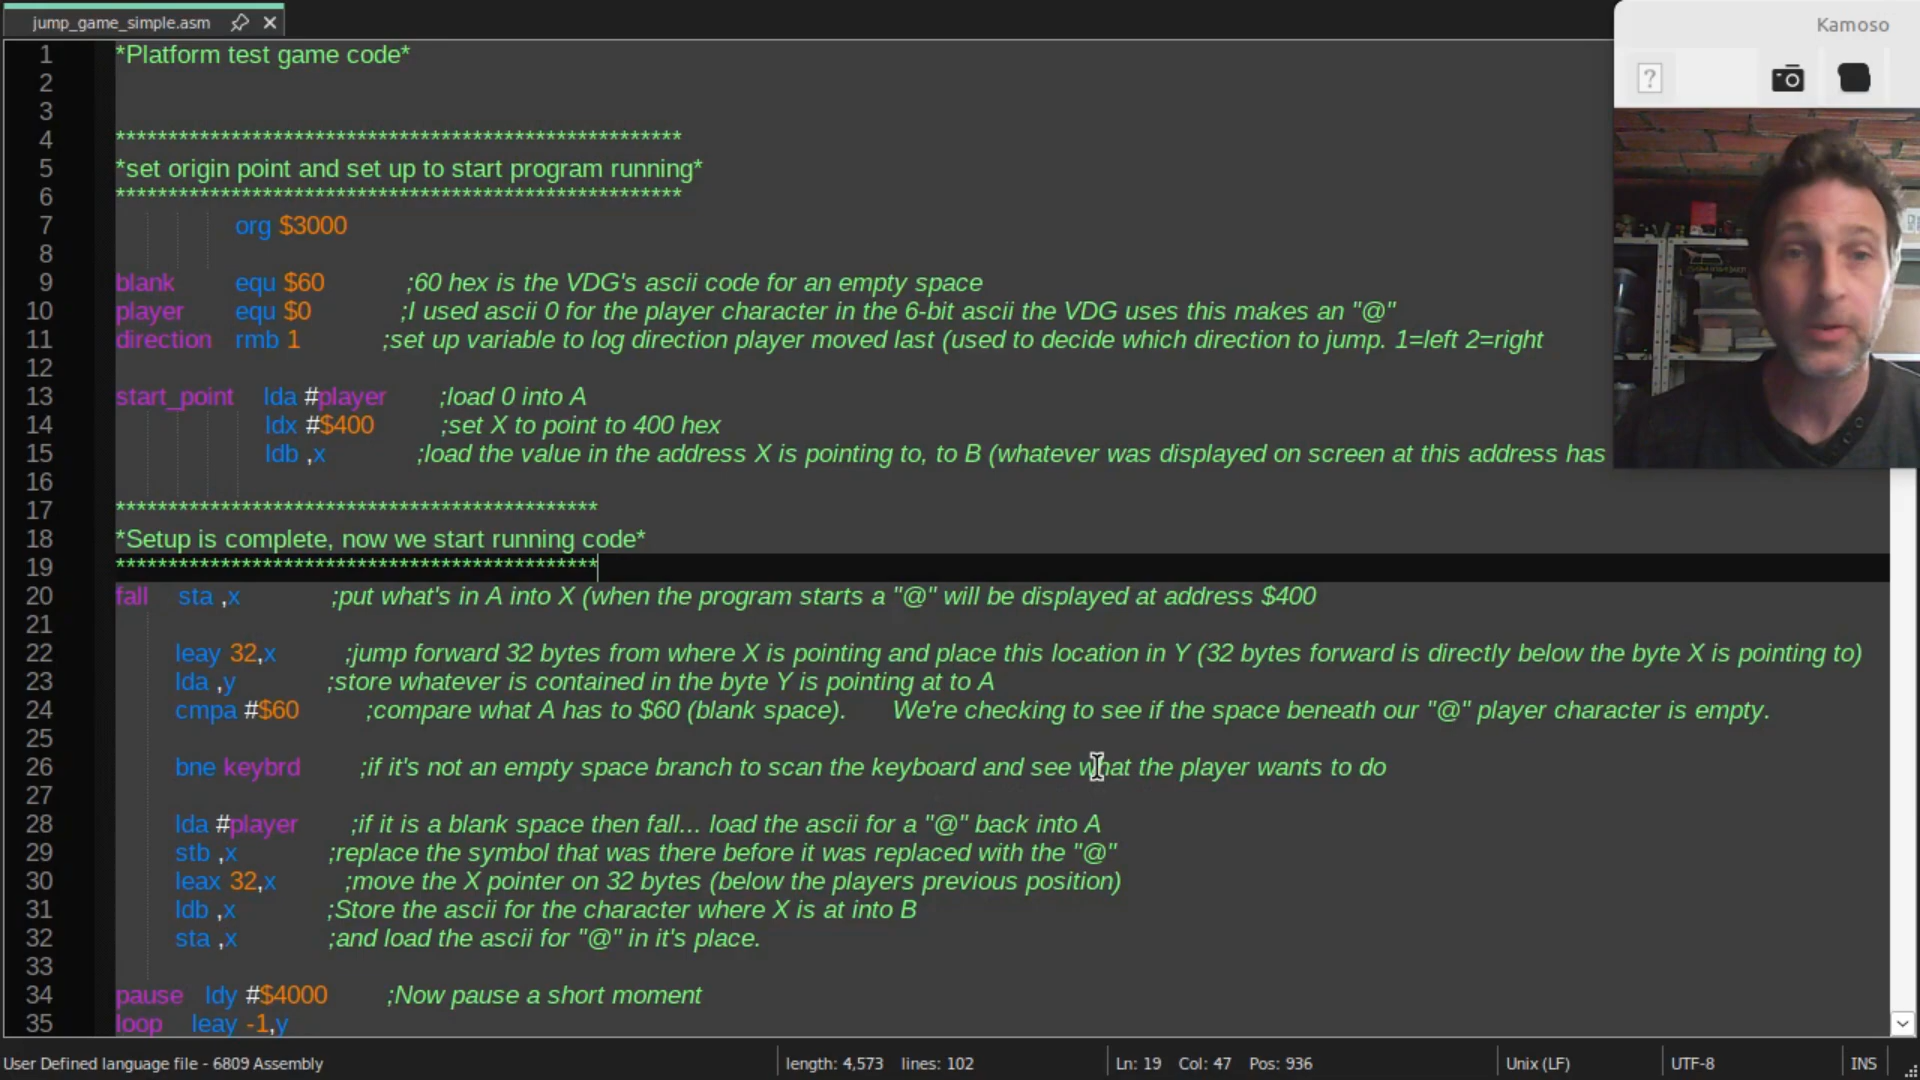 jump_game_simple.asm
Kamoso
1 *Platform test game code*
2
3
4 ******************************************************
5 *set origin point and set up to start program running*
6 ******************************************************
7 org $3000
8
9 blank equ $60 ;60 hex is the VDG's ascii code for an empty space
10 player equ $0 ;I used ascii 0 for the player character in the 6-bit ascii the VDG uses this makes an "@"
11 direction rmb 1 ;set up variable to log direction player moved last (used to decide which direction to jump. 1=left 2=right
12
13 start_point lda #player ;load 0 into A
14 ldx #$400 ;set X to point to 400 hex
15 ldb ,x ;load the value in the address X is pointing to, to B (whatever was displayed on screen at this address has
16
17 **********************************************
18 *Setup is complete, now we start running code*
19 **********************************************
20 fall sta ,x ;put what's in A into X (when the program starts a "@" will be displayed at address $400
21
22 leay 32,x ;jump forward 32 bytes from where X is pointing and place this location in Y (32 bytes forward is directly below the byte X is pointing to)
23 lda ,y ;store whatever is contained in the byte Y is pointing at to A
24 cmpa #$60 ;compare what A has to $60 (blank space). We're checking to see if the space beneath our "@" player character is empty.
25
26 bne keybrd ;if it's not an empty space branch to scan the keyboard and see what the player wants to do
27
28 lda #player ;if it is a blank space then fall... load the ascii for a "@" back into A
29 stb ,x ;replace the symbol that was there before it was replaced with the "@"
30 leax 32,x ;move the X pointer on 32 bytes (below the players previous position)
31 ldb ,x ;Store the ascii for the character where X is at into B
32 sta ,x ;and load the ascii for "@" in it's place.
33
34 pause ldy #$4000 ;Now pause a short moment
35 loop leay -1,y
User Defined language file - 6809 Assembly length: 4,573 lines: 102 Ln: 19 Col: 47 Pos: 936 Unix (LF) UTF-8 INS